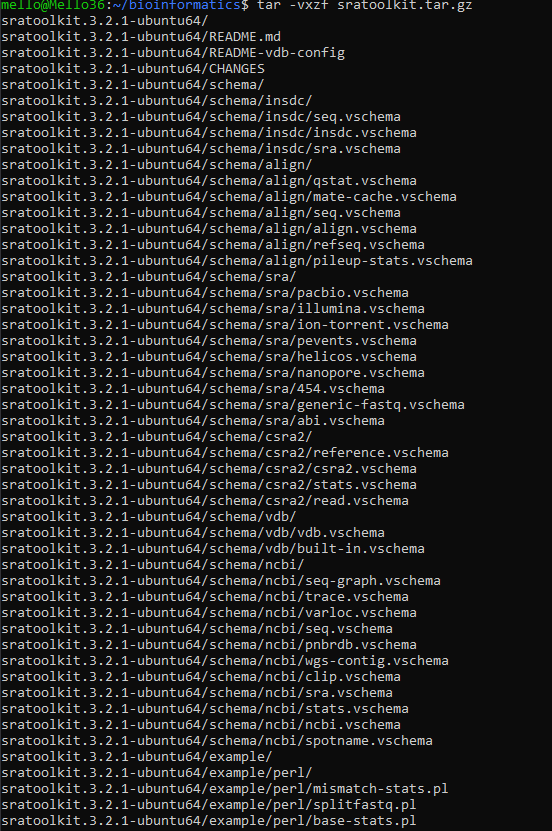 mello@Mello36:~/bioinformatics$ tar -vxzf sratoolkit.tar.gz
sratoolkit.3.2.1-ubuntu64/
sratoolkit.3.2.1-ubuntu64/README.md
sratoolkit.3.2.1-ubuntu64/README-vdb-config
sratoolkit.3.2.1-ubuntu64/CHANGES
sratoolkit.3.2.1-ubuntu64/schema/
sratoolkit.3.2.1-ubuntu64/schema/insdc/
sratoolkit.3.2.1-ubuntu64/schema/insdc/seq.vschema
sratoolkit.3.2.1-ubuntu64/schema/insdc/insdc.vschema
sratoolkit.3.2.1-ubuntu64/schema/insdc/sra.vschema
sratoolkit.3.2.1-ubuntu64/schema/align/
sratoolkit.3.2.1-ubuntu64/schema/align/qstat.vschema
sratoolkit.3.2.1-ubuntu64/schema/align/mate-cache.vschema
sratoolkit.3.2.1-ubuntu64/schema/align/seq.vschema
sratoolkit.3.2.1-ubuntu64/schema/align/align.vschema
sratoolkit.3.2.1-ubuntu64/schema/align/refseq.vschema
sratoolkit.3.2.1-ubuntu64/schema/align/pileup-stats.vschema
sratoolkit.3.2.1-ubuntu64/schema/sra/
sratoolkit.3.2.1-ubuntu64/schema/sra/pacbio.vschema
sratoolkit.3.2.1-ubuntu64/schema/sra/illumina.vschema
sratoolkit.3.2.1-ubuntu64/schema/sra/ion-torrent.vschema
sratoolkit.3.2.1-ubuntu64/schema/sra/pevents.vschema
sratoolkit.3.2.1-ubuntu64/schema/sra/helicos.vschema
sratoolkit.3.2.1-ubuntu64/schema/sra/nanopore.vschema
sratoolkit.3.2.1-ubuntu64/schema/sra/454.vschema
sratoolkit.3.2.1-ubuntu64/schema/sra/generic-fastq.vschema
sratoolkit.3.2.1-ubuntu64/schema/sra/abi.vschema
sratoolkit.3.2.1-ubuntu64/schema/csra2/
sratoolkit.3.2.1-ubuntu64/schema/csra2/reference.vschema
sratoolkit.3.2.1-ubuntu64/schema/csra2/csra2.vschema
sratoolkit.3.2.1-ubuntu64/schema/csra2/stats.vschema
sratoolkit.3.2.1-ubuntu64/schema/csra2/read.vschema
sratoolkit.3.2.1-ubuntu64/schema/vdb/
sratoolkit.3.2.1-ubuntu64/schema/vdb/vdb.vschema
sratoolkit.3.2.1-ubuntu64/schema/vdb/built-in.vschema
sratoolkit.3.2.1-ubuntu64/schema/ncbi/
sratoolkit.3.2.1-ubuntu64/schema/ncbi/seq-graph.vschema
sratoolkit.3.2.1-ubuntu64/schema/ncbi/trace.vschema
sratoolkit.3.2.1-ubuntu64/schema/ncbi/varloc.vschema
sratoolkit.3.2.1-ubuntu64/schema/ncbi/seq.vschema
sratoolkit.3.2.1-ubuntu64/schema/ncbi/pnbrdb.vschema
sratoolkit.3.2.1-ubuntu64/schema/ncbi/wgs-contig.vschema
sratoolkit.3.2.1-ubuntu64/schema/ncbi/clip.vschema
sratoolkit.3.2.1-ubuntu64/schema/ncbi/sra.vschema
sratoolkit.3.2.1-ubuntu64/schema/ncbi/stats.vschema
sratoolkit.3.2.1-ubuntu64/schema/ncbi/ncbi.vschema
sratoolkit.3.2.1-ubuntu64/schema/ncbi/spotname.vschema
sratoolkit.3.2.1-ubuntu64/example/
sratoolkit.3.2.1-ubuntu64/example/perl/
sratoolkit.3.2.1-ubuntu64/example/perl/mismatch-stats.pl
sratoolkit.3.2.1-ubuntu64/example/perl/splitfastq.pl
sratoolkit.3.2.1-ubuntu64/example/perl/base-stats.pl